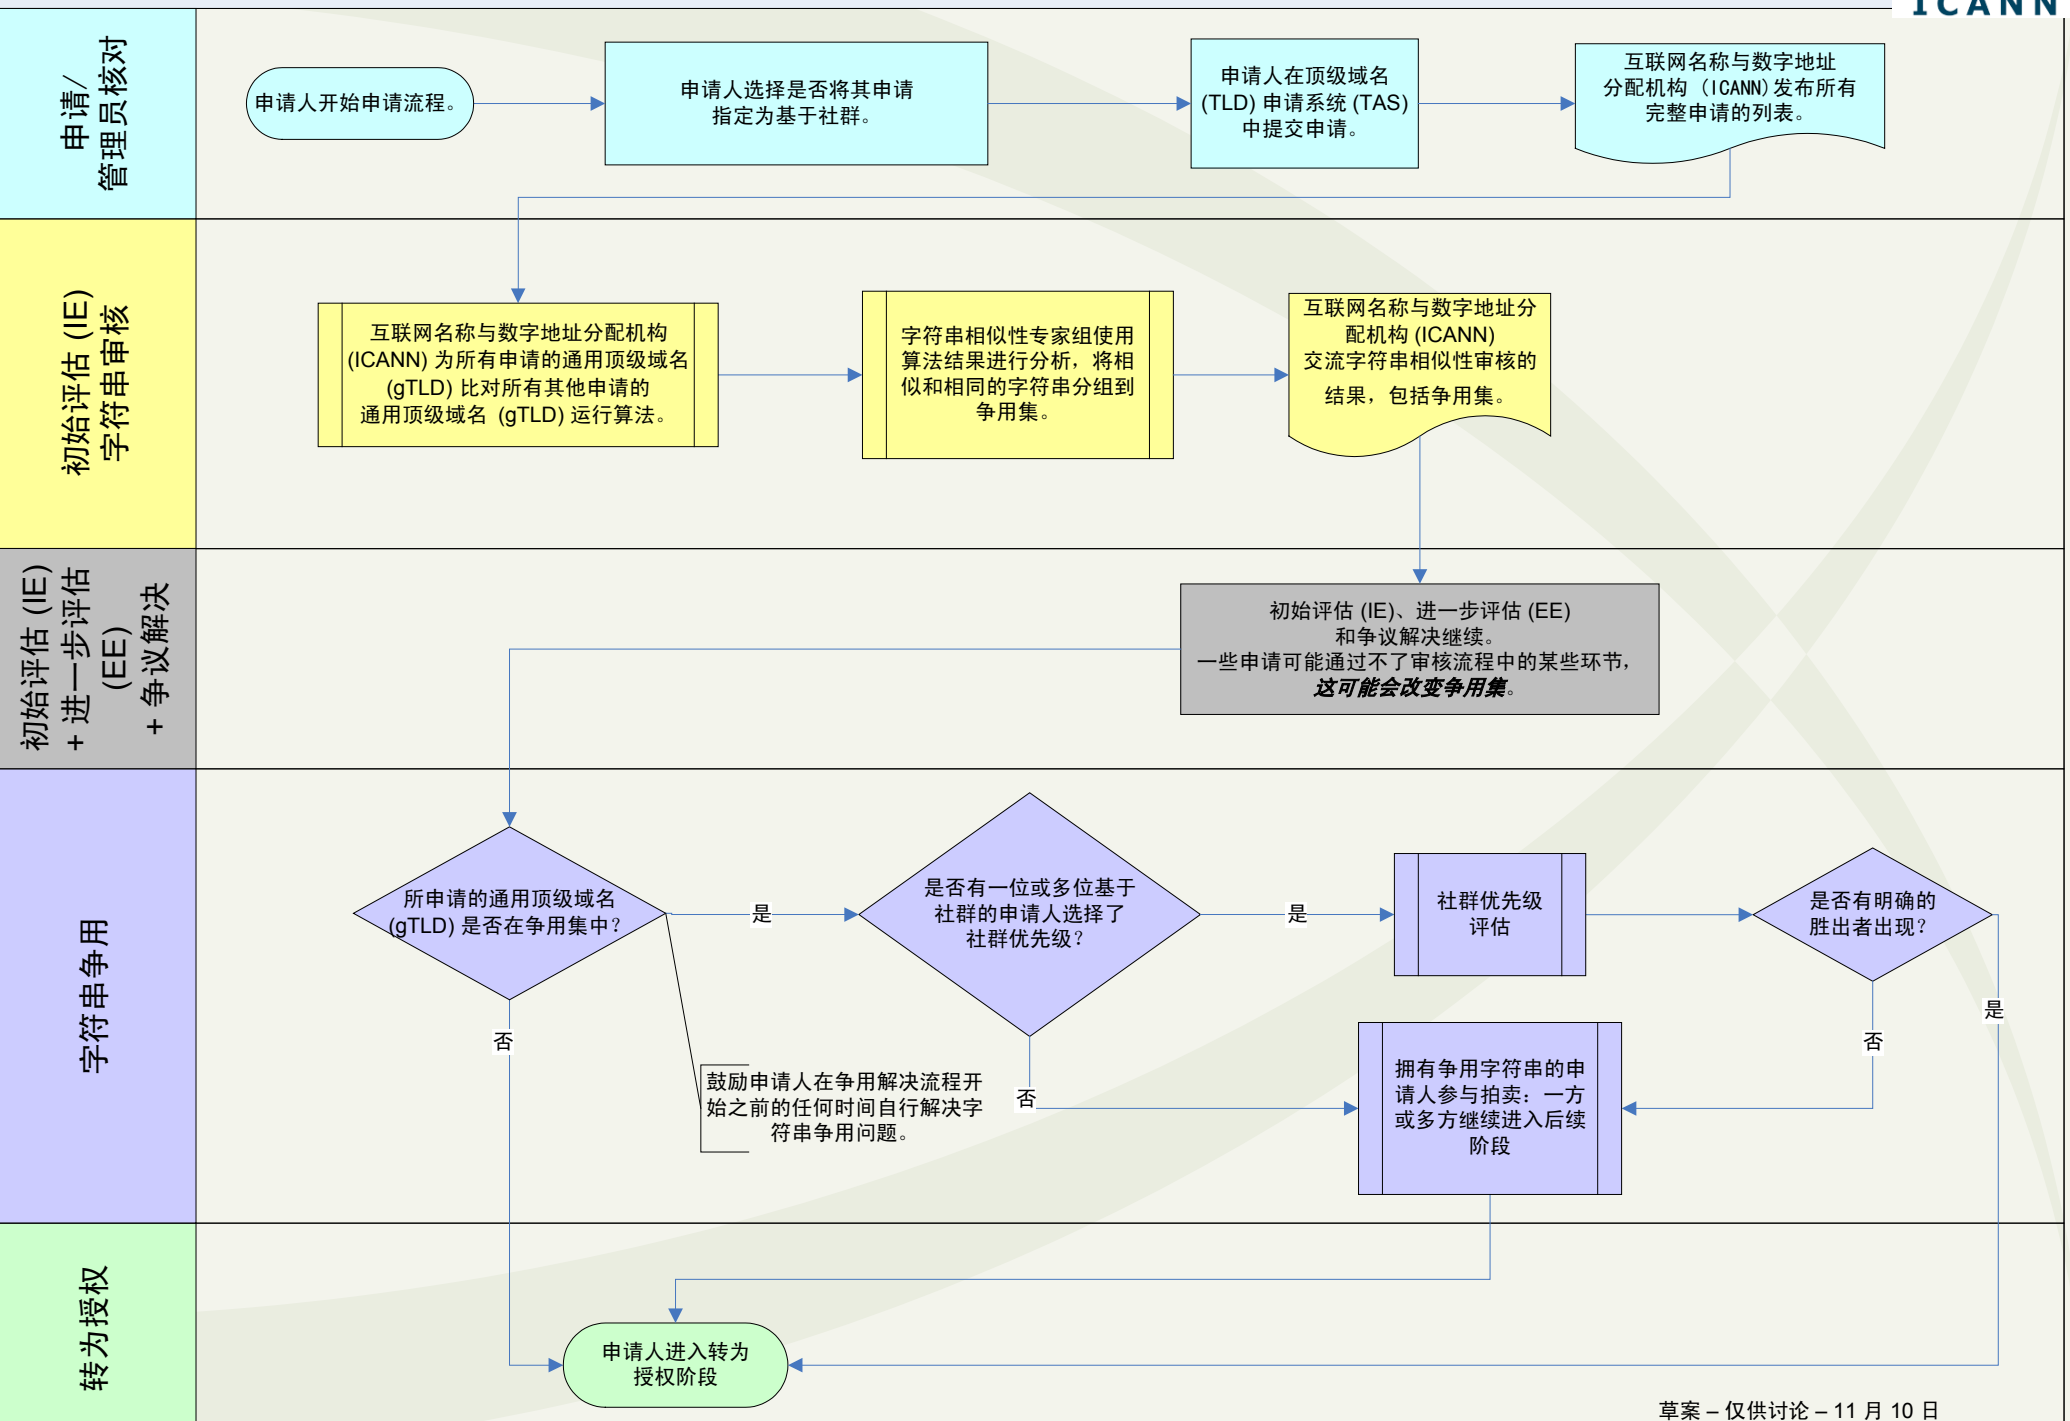 ICANN
申请/
管理员核对
申请人开始申请流程。
申请人选择是否将其申请
指定为基于社群。
申请人在顶级域名
(TLD) 申请系统 (TAS)
中提交申请。
互联网名称与数字地址
分配机构 (ICANN)发布所有
完整申请的列表。
初始评估 (IE)
字符串审核
互联网名称与数字地址分配机构
(ICANN) 为所有申请的通用顶级域名
(gTLD) 比对所有其他申请的
通用顶级域名 (gTLD) 运行算法。
字符串相似性专家组使用
算法结果进行分析，将相
似和相同的字符串分组到
争用集。
互联网名称与数字地址分
配机构 (ICANN)
交流字符串相似性审核的
结果，包括争用集。
初始评估 (IE)
+ 进一步评估
(EE)
+ 争议解决
初始评估 (IE)、进一步评估 (EE)
和争议解决继续。
一些申请可能通过不了审核流程中的某些环节，
这可能会改变争用集。
字符串争用
所申请的通用顶级域名
(gTLD) 是否在争用集中？
是
否
是否有一位或多位基于
社群的申请人选择了
社群优先级？
是
否
社群优先级
评估
是否有明确的
胜出者出现？
是
否
鼓励申请人在争用解决流程开
始之前的任何时间自行解决字
符串争用问题。
拥有争用字符串的申
请人参与拍卖：一方
或多方继续进入后续
阶段
转为授权
申请人进入转为
授权阶段
草案 – 仅供讨论 – 11 月 10 日